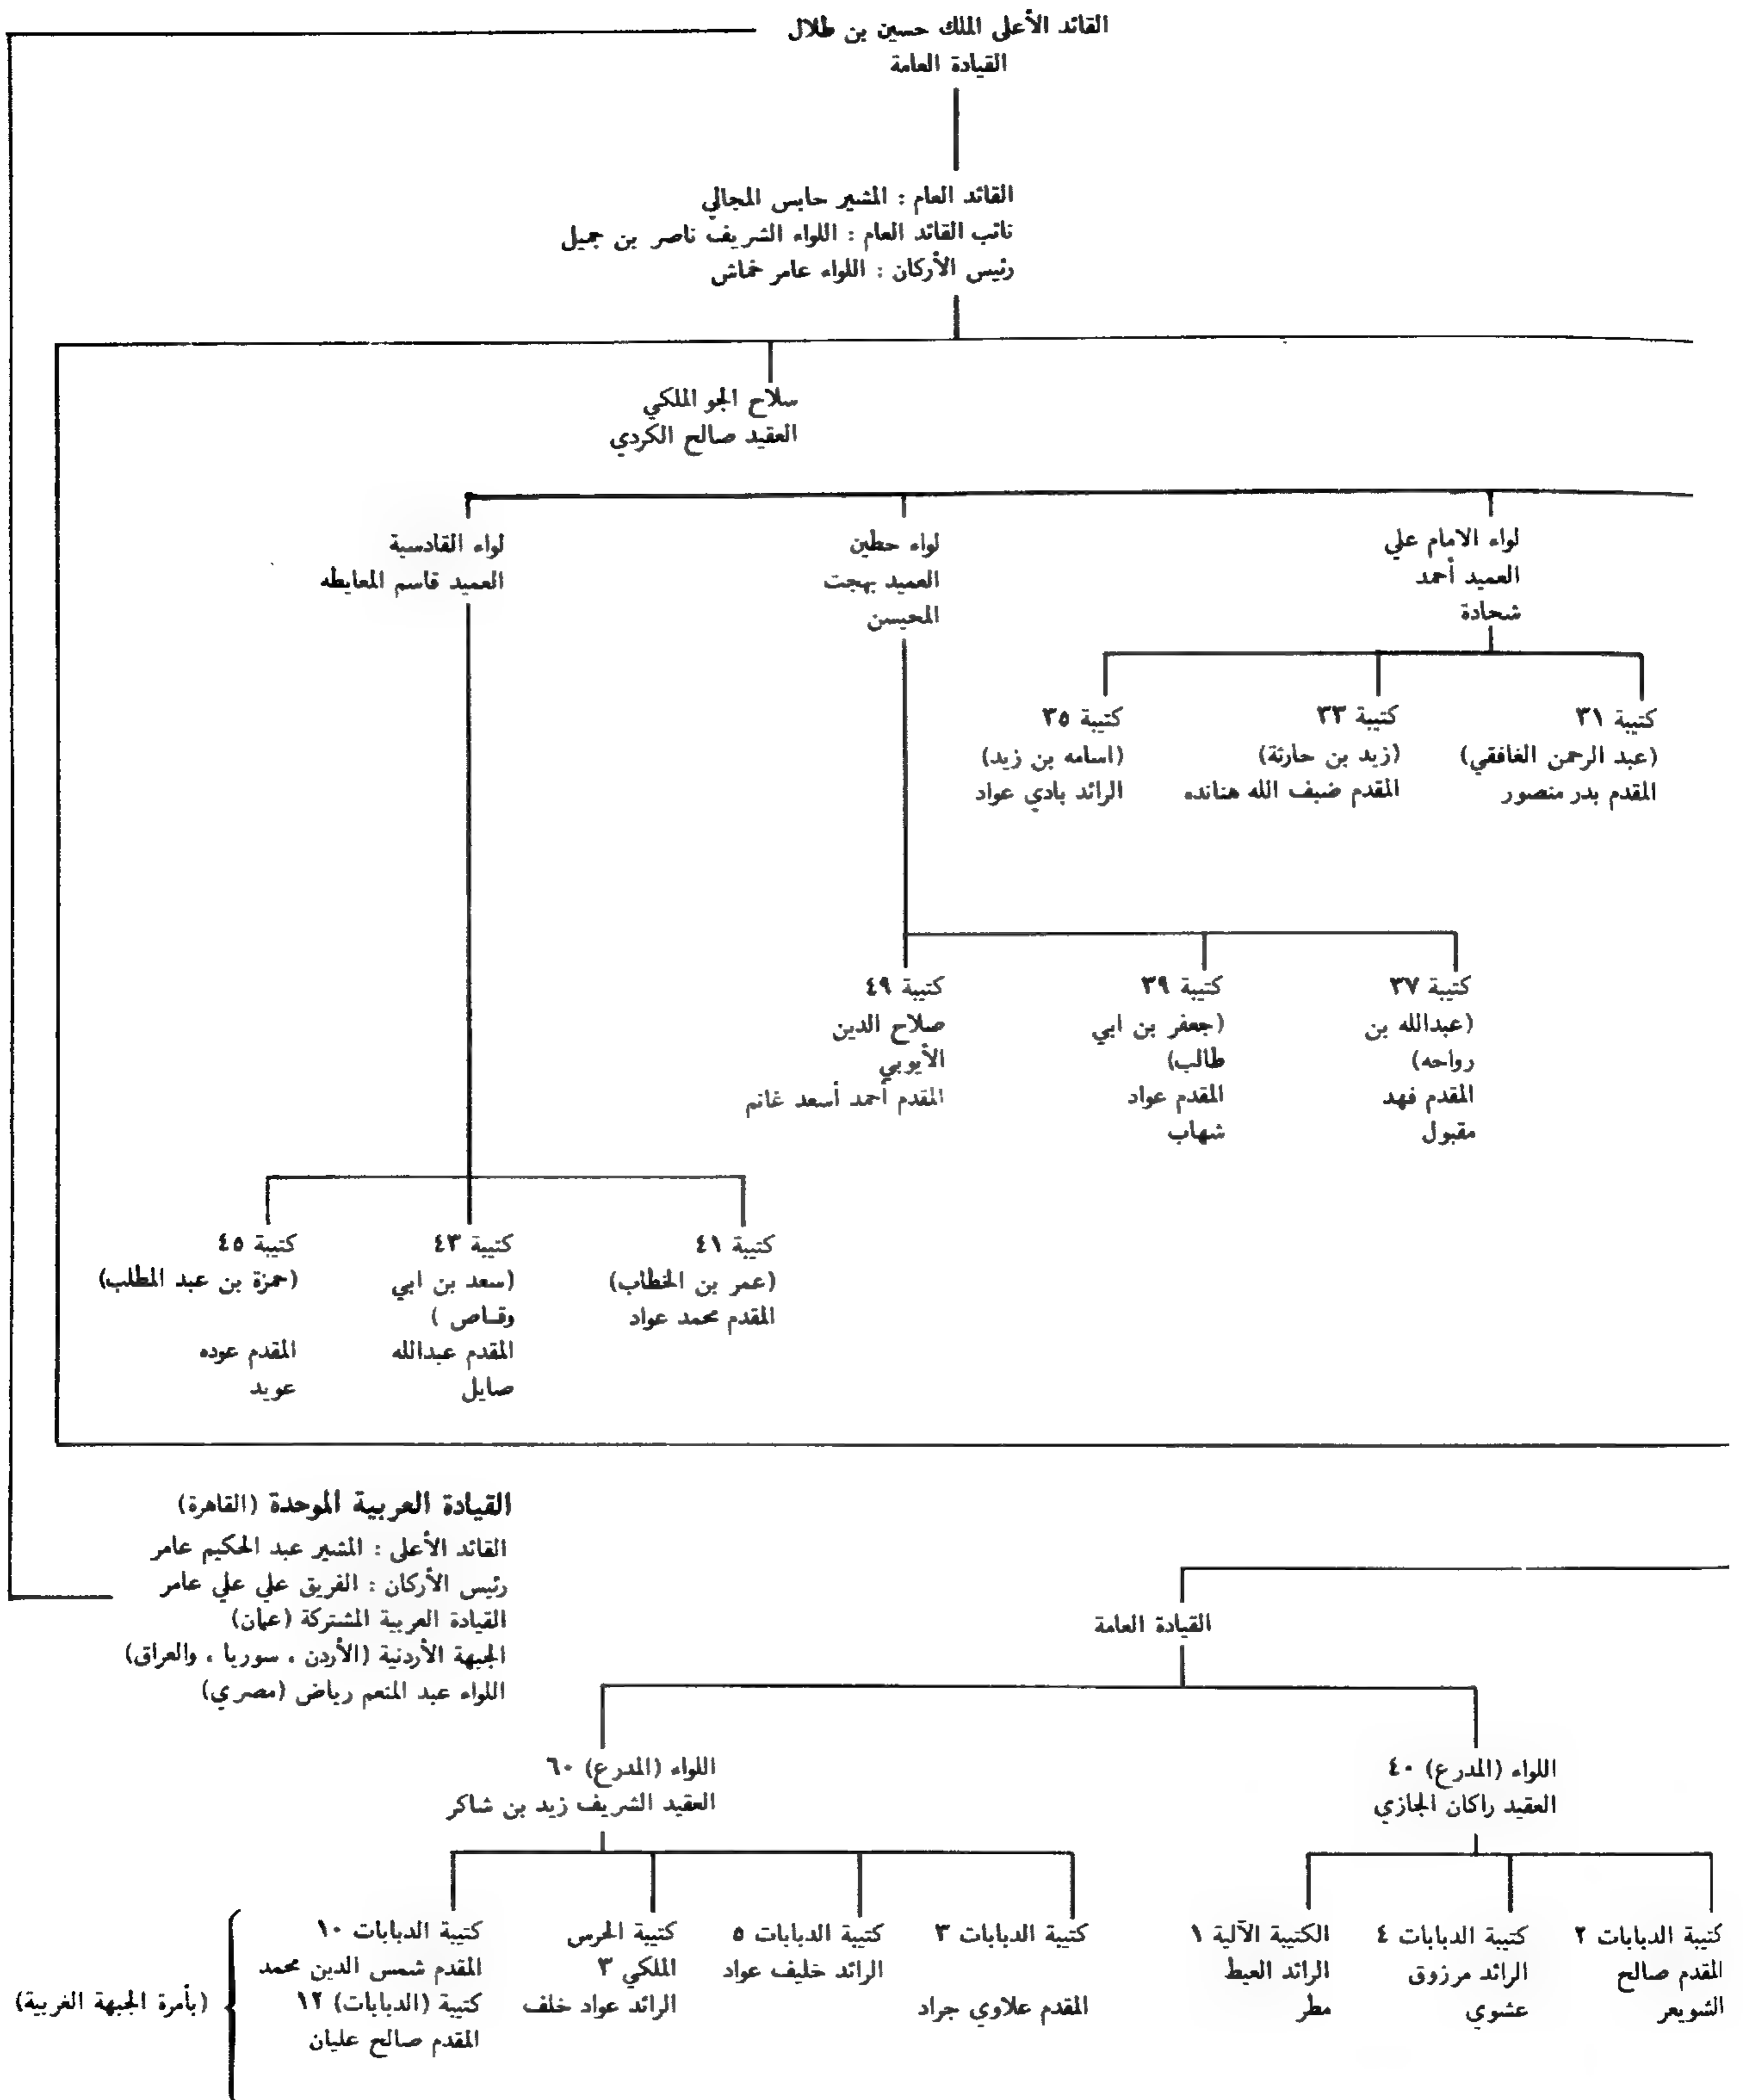 القائد الأعلى الملك حسين بن طلال
القيادة العامة
القائد العام : المشير حابس المجالي
نائب القائد العام : اللواء الشريف ناصر بن جميل
رئيس الأركان : اللواء عامر خماش
سلاح الجو الملكي
العقيد صالح الكردي
لواء الامام علي
العميد أحمد
شحادة
لواء حطين
العميد بهجت
المحيسن
لواء القادسية
العميد قاسم المعايطه
كتيبة ٣١
(عبد الرحمن الغافقي)
المقدم بدر منصور
كتيبة ٣٣
(زيد بن حارثة)
المقدم ضيف الله هنانده
كتيبة ٣٥
(اسامه بن زيد)
الرائد بادي عواد
كتيبة ٣٧
(عبدالله بن
رواحه)
المقدم فهد
مقبول
كتيبة ٣٩
(جعفر بن ابي
طالب)
المقدم عواد
شهاب
كتيبة ٤٩
صلاح الدين
الأيوبي
المقدم أحمد أسعد غانم
كتيبة ٤١
(عمر بن الخطاب)
المقدم محمد عواد
كتيبة ٤٣
(سعد بن ابي
وقاص )
المقدم عبدالله
صايل
كتيبة ٤٥
(حمزة بن عبد المطلب)
المقدم عوده
عويد
القيادة العربية الموحدة (القاهرة)
القائد الأعلى : المشير عبد الحكيم عامر
رئيس الأركان : الفريق علي علي عامر
القيادة العربية المشتركة (عمان)
الجبهة الأردنية (الأردن ، سوريا ، والعراق)
اللواء عبد المنعم رياض (مصري)
القيادة العامة
اللواء (المدرع) ٤٠
العقيد راكان الجازي
اللواء (المدرع) ٦٠
العقيد الشريف زيد بن شاكر
كتيبة الدبابات ٢
المقدم صالح
الشويعر
كتيبة الدبابات ٤
الرائد مرزوق
عشوي
الكتيبة الآلية ١
الرائد العيط
مطر
كتيبة الدبابات ٣
المقدم علاوي جراد
كتيبة الدبابات ٥
الرائد خليف عواد
كتيبة الحرس
الملكي ٣
الرائد عواد خلف
كتيبة الدبابات ١٠
المقدم شمس الدين محمد
كتيبة (الدبابات) ١٢
المقدم صالح عليان
(بأمرة الجبهة الغربية)